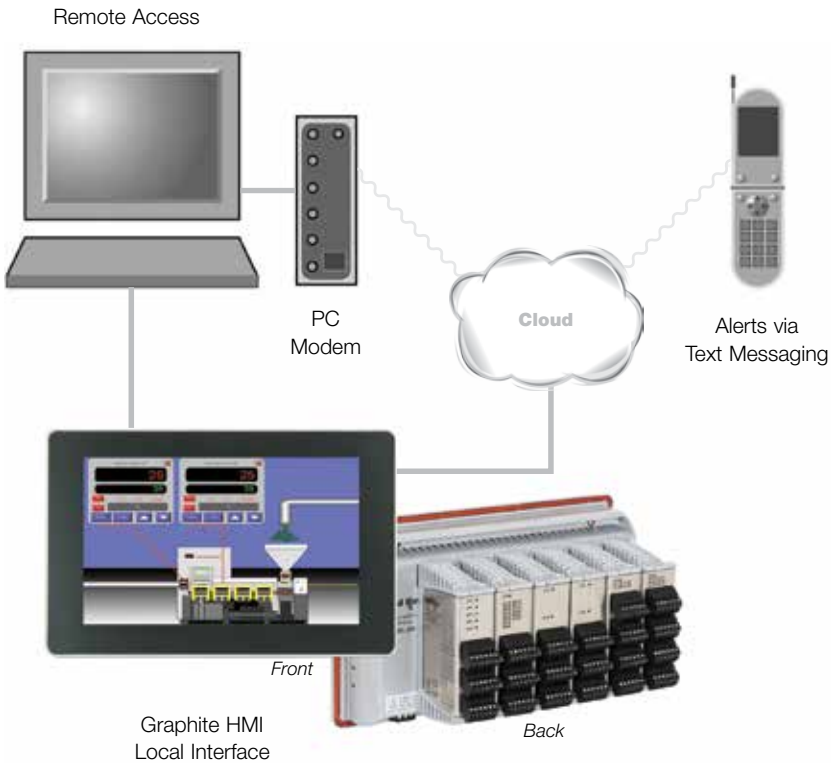 Remote Access
PC
Modem
Cloud
Alerts via
Text Messaging
Front
Back
Graphite HMI
Local Interface